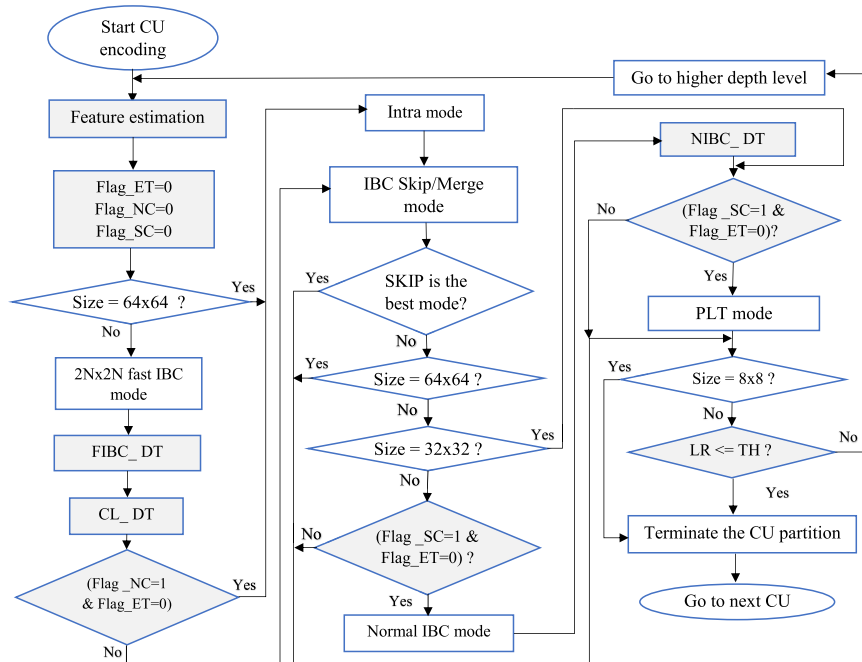 Start CU
encoding
Feature estimation
Flag_ET=0
Flag_NC=0
Flag_SC=0
Size = 64x64 ?
Yes
No
2Nx2N fast IBC
mode
FIBC_ DT
CL_ DT
(Flag _NC=1
& Flag_ET=0)
Yes
No
Intra mode
IBC Skip/Merge
mode
SKIP is the
best mode?
Yes
No
Size = 64x64 ?
Yes
No
Size = 32x32 ?
Yes
No
(Flag _SC=1 &
Flag_ET=0) ?
No
Yes
Normal IBC mode
Go to higher depth level
NIBC_ DT
(Flag _SC=1 &
Flag_ET=0)?
No
Yes
PLT mode
Size = 8x8 ?
Yes
No
LR <= TH ?
No
Yes
Terminate the CU partition
Go to next CU